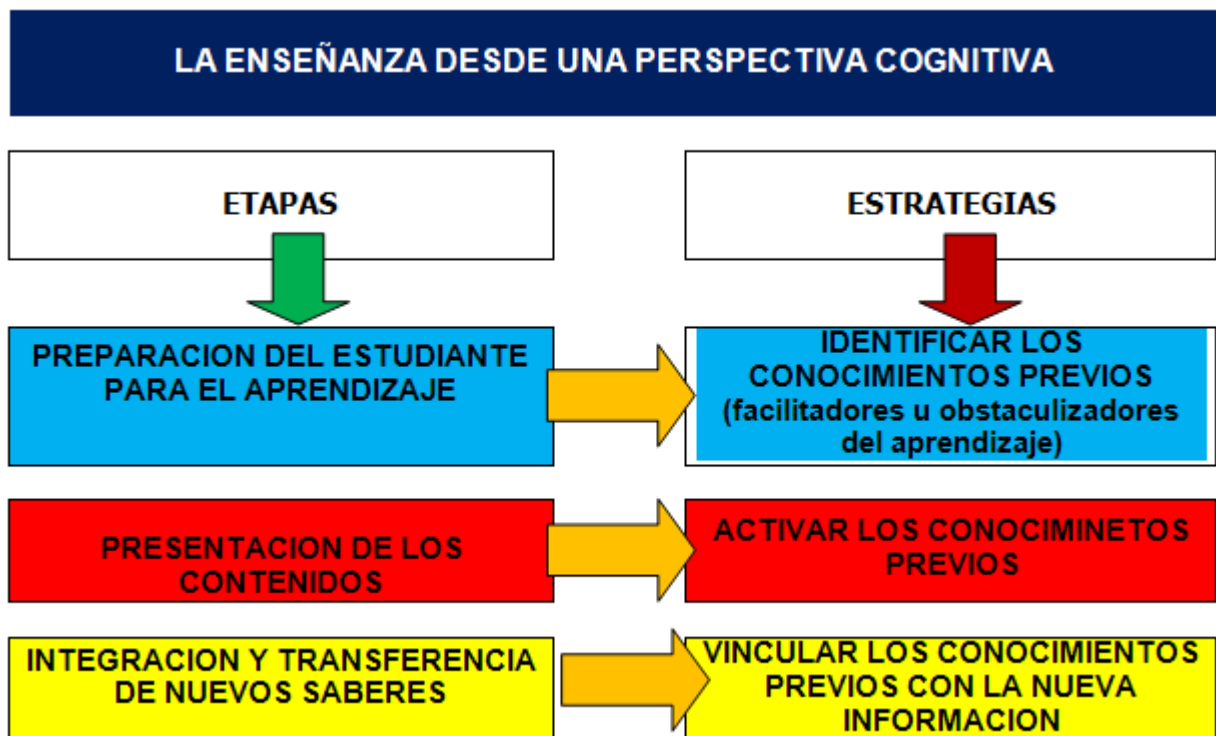 LA ENSEÑANZA DESDE UNA PERSPECTIVA COGNITIVA
ETAPAS
ESTRATEGIAS
PREPARACION DEL ESTUDIANTE
PARA EL APRENDIZAJE
IDENTIFICAR LOS
CONOCIMIENTOS PREVIOS
(facilitadores u obstaculizadores
del aprendizaje)
PRESENTACION DE LOS
CONTENIDOS
ACTIVAR LOS CONOCIMINETOS
PREVIOS
INTEGRACION Y TRANSFERENCIA
DE NUEVOS SABERES
VINCULAR LOS CONOCIMIENTOS
PREVIOS CON LA NUEVA
INFORMACION